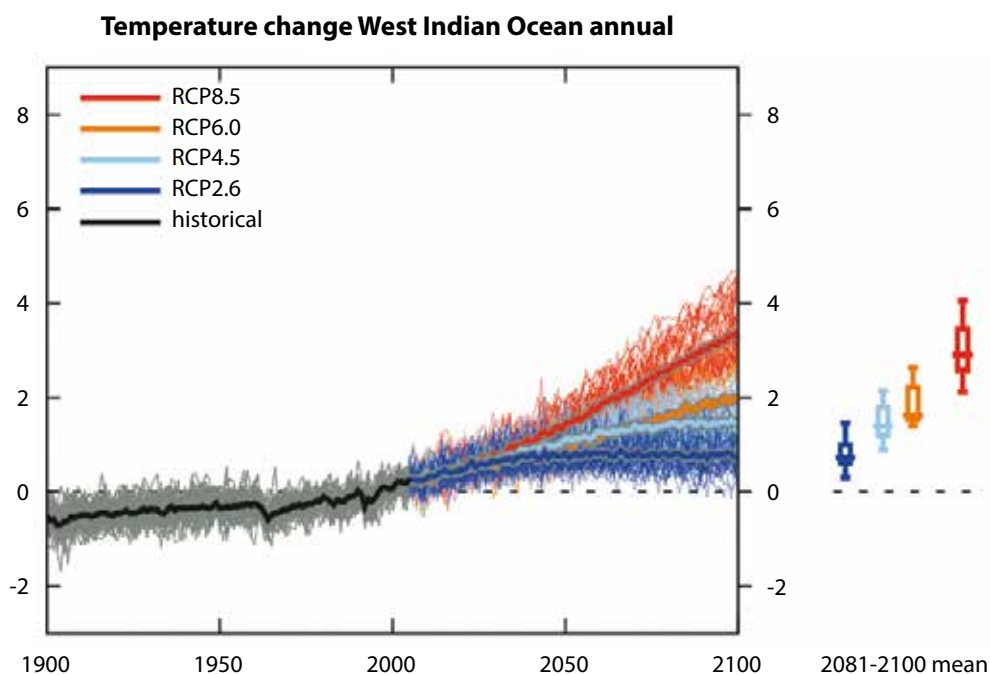 Temperature change West Indian Ocean annual
RCP8.5
RCP6.0
RCP4.5
RCP2.6
historical
8
6
4
2
0
-2
8
6
4
2
0
-2
1900
1950
2000
2050
2100
2081-2100 mean